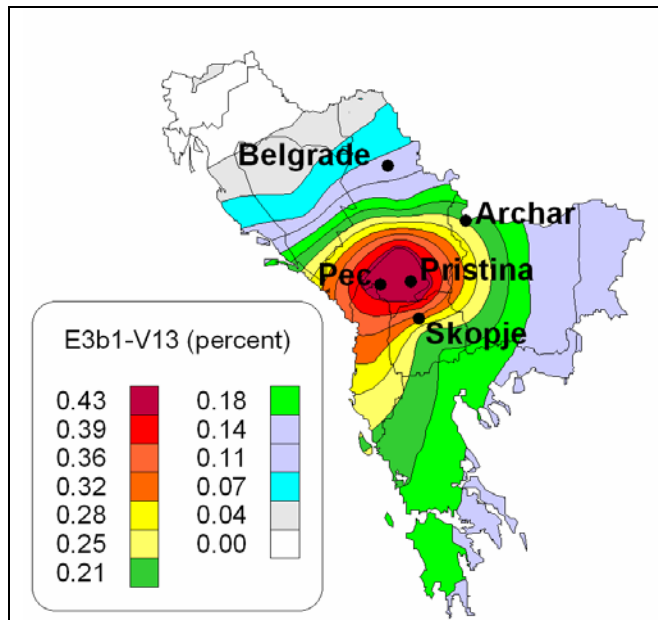 Belgrade
Archar
Pec Pristina
Skopje
E3b1-V13 (percent)
0.43 0.18
0.39 0.14
0.36 0.11
0.32 0.07
0.28 0.04
0.25 0.00
0.21